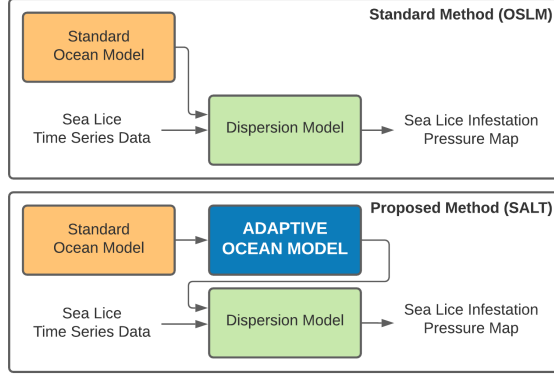 Standard Method (OSLM)
Standard
Ocean Model
Sea Lice
Time Series Data
Dispersion Model
Sea Lice Infestation
Pressure Map
Proposed Method (SALT)
Standard
Ocean Model
ADAPTIVE
OCEAN MODEL
Sea Lice
Time Series Data
Dispersion Model
Sea Lice Infestation
Pressure Map